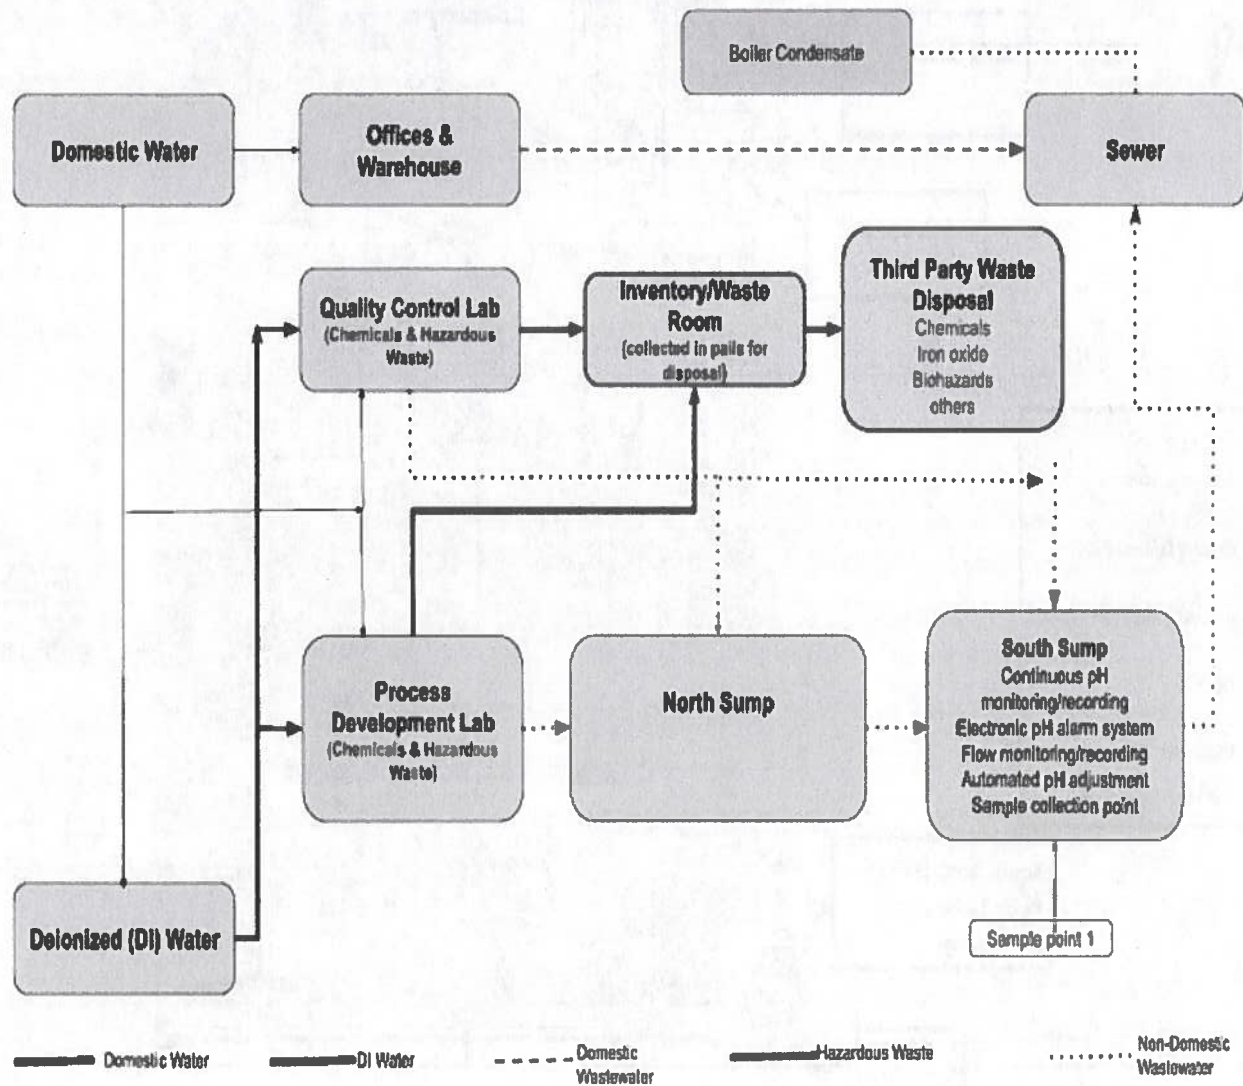 Boiler Condensate
Domestic Water
Offices &
Warehouse
Sewer
Quality Control Lab
(Chemicals & Hazardous
Waste)
Inventory/Waste
Room
(collected in pails for
disposal)
Third Party Waste
Disposal
Chemicals
Iron oxide
Biohazards
others
Process
Development Lab
(Chemicals & Hazardous
Waste)
North Sump
South Sump
Continuous pH
monitoring/recording
Electronic pH alarm system
Flow monitoring/recording
Automated pH adjustment
Sample collection point
Deionized (DI) Water
Sample point 1
Domestic Water
DI Water
Domestic
Wastewater
Hazardous Waste
Non-Domestic
Wastewater